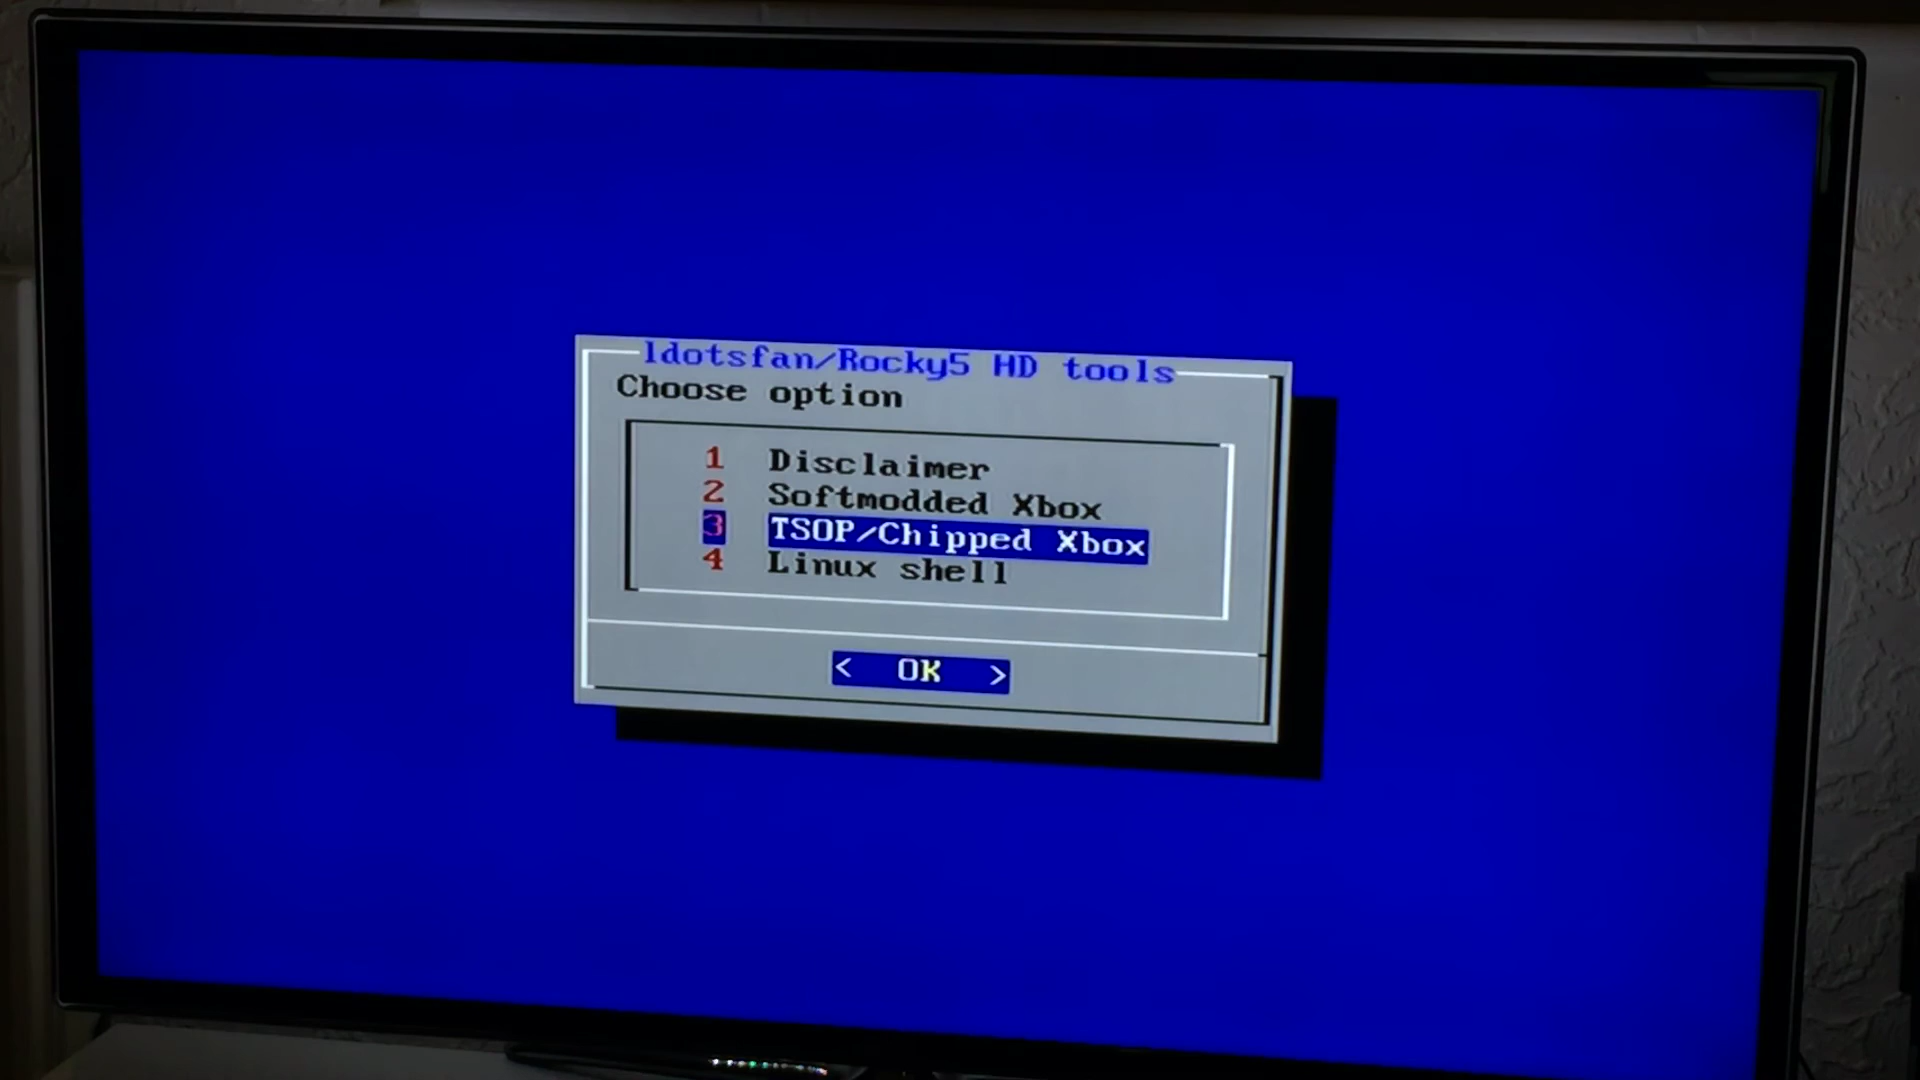 ldotsfan/Rocky5 HD tools
Choose option
1 Disclaimer
2 Softmodded Xbox
3 TSOP/Chipped Xbox
4 Linux shell
< OK >